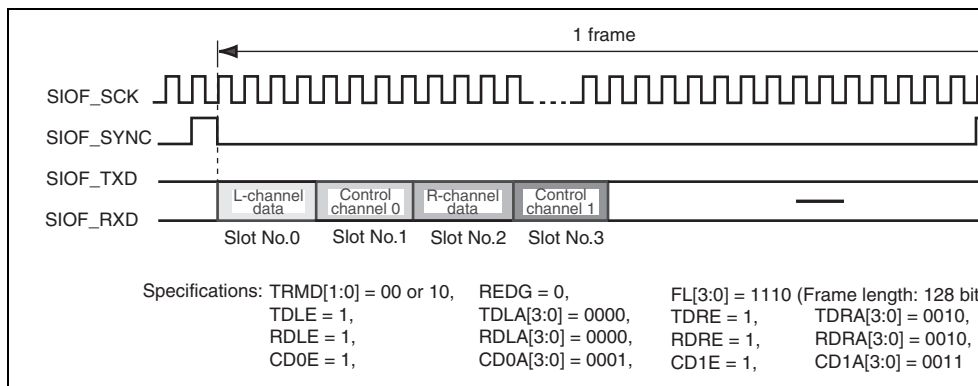 1 frame
SIOF_SCK
SIOF_SYNC
SIOF_TXD
SIOF_RXD
L-channel data
Control channel 0
R-channel data
Control channel 1
Slot No.0 Slot No.1 Slot No.2 Slot No.3
Specifications: TRMD[1:0] = 00 or 10, REDG = 0, FL[3:0] = 1110 (Frame length: 128 bit
TDLE = 1, TDLA[3:0] = 0000, TDRE = 1, TDRA[3:0] = 0010,
RDLE = 1, RDLA[3:0] = 0000, RDRE = 1, RDRA[3:0] = 0010,
CD0E = 1, CD0A[3:0] = 0001, CD1E = 1, CD1A[3:0] = 0011